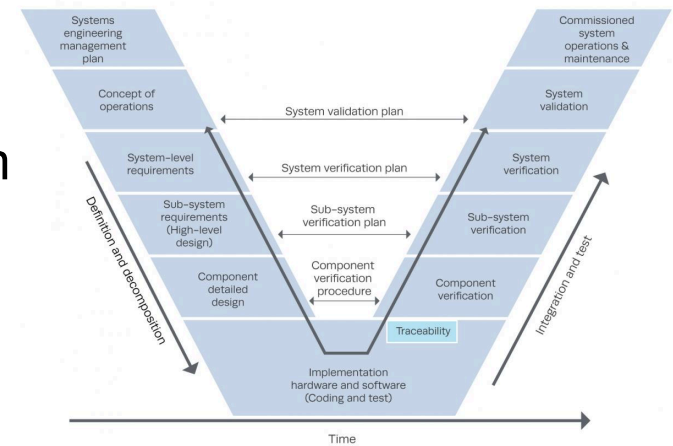 Systems
engineering
management
plan
Commissioned
system
operations &
maintenance
Concept of
operations
System validation plan
System
validation
System-level
requirements
System verification plan
System
verification
Sub-system
requirements
(High-level
design)
Sub-system
verification plan
Sub-system
verification
Component
detailed
design
Component
verification
procedure
Component
verification
Definition and decomposition
Integration and test
Traceability
Implementation
hardware and software
(Coding and test)
Time